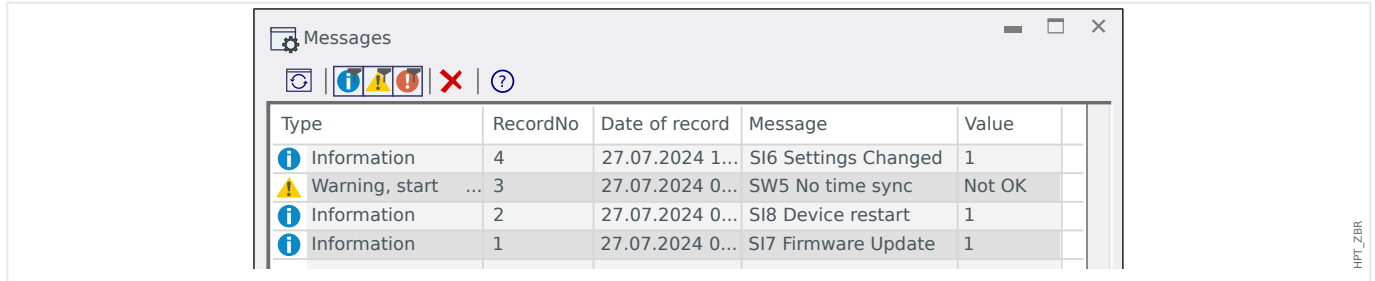 Messages
Type RecordNo Date of record Message Value
Information 4 27.07.2024 1... SI6 Settings Changed 1
Warning, start ... 3 27.07.2024 0... SW5 No time sync Not OK
Information 2 27.07.2024 0... SI8 Device restart 1
Information 1 27.07.2024 0... SI7 Firmware Update 1
HPT_ZBR